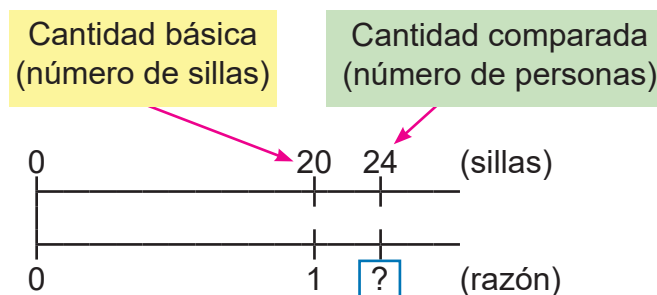 Cantidad básica
(número de sillas)
Cantidad comparada
(número de personas)
0 20 24 (sillas)
0 1 ? (razón)